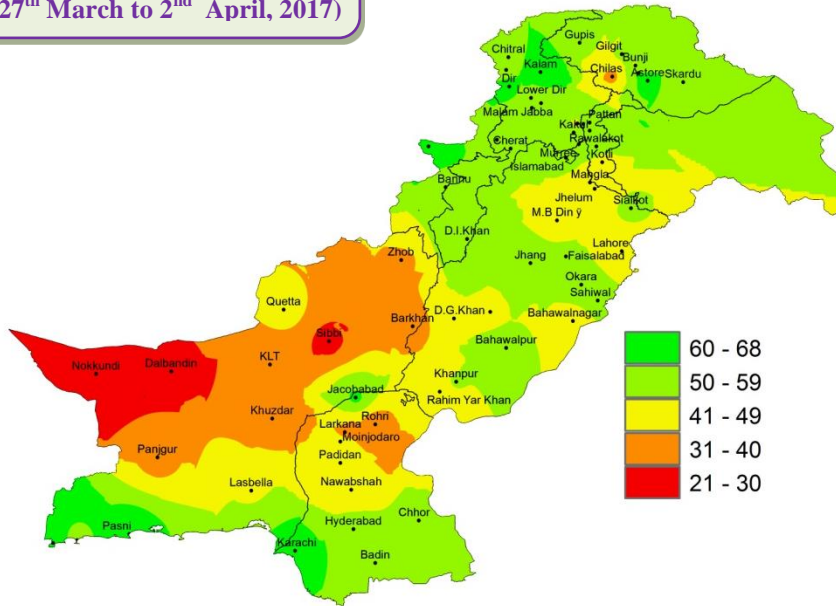 27th March to 2nd April, 2017)
Gupis
Chitral
Gilgit
Bunji
Kalam
Chilas
Astore Skardu
Dir
Lower Dir
Malam Jabba
Pattan
Kakul
Rawalakot
Cherat
Murree
Kotli
Islamabad
Bannu
Mangla
Jhelum
Sialkot
M.B Din ÿ
D.I.Khan
Lahore
Zhob
Jhang
Faisalabad
Okara
Sahiwal
Quetta
D.G.Khan
Bahawalnagar
Barkhan
Sibbi
Bahawalpur
60 - 68
Nokkundi
Dalbandin
KLT
Khanpur
50 - 59
Jacobabad
Rahim Yar Khan
41 - 49
Khuzdar
Rohri
Larkana
Moinjodaro
31 - 40
Panjgur
Padidan
Lasbella
Nawabshah
21 - 30
Pasni
Hyderabad
Chhor
Karachi
Badin